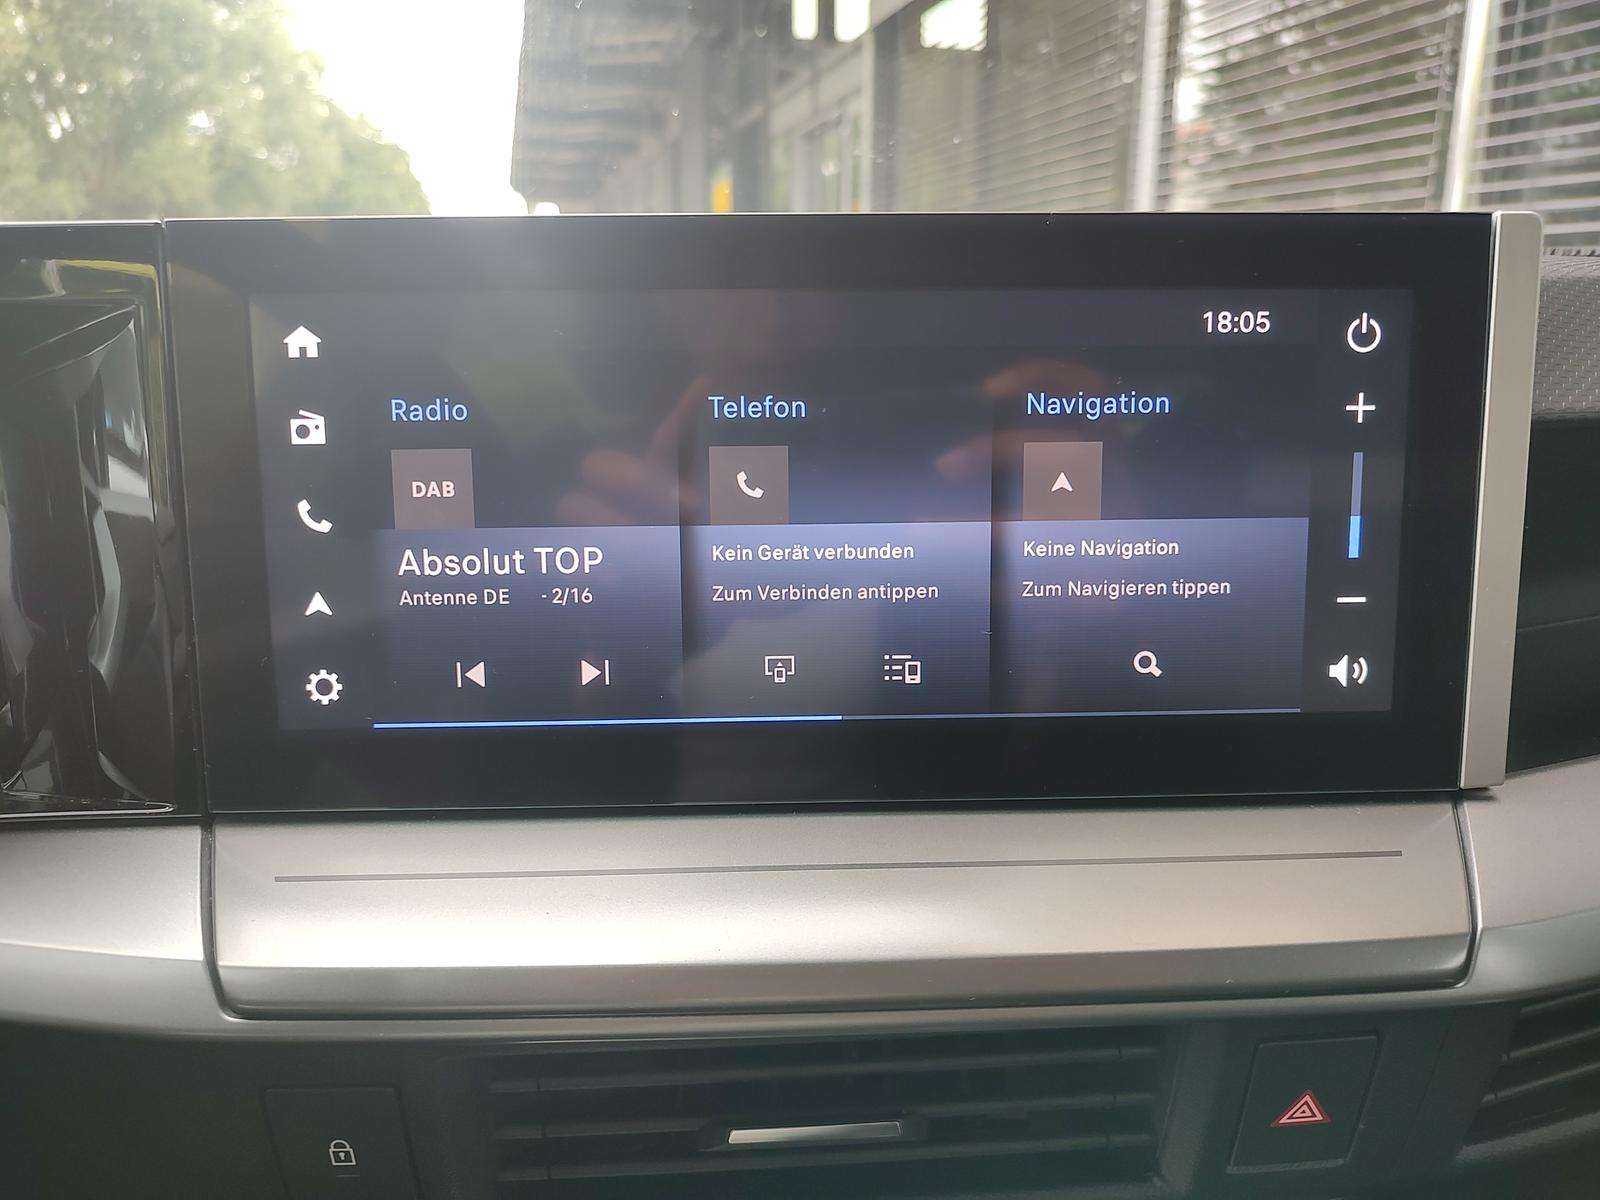 18:05
Radio
DAB
Absolut TOP
Antenne DE - 2/16
Telefon
Kein Gerät verbunden
Zum Verbinden antippen
Navigation
Keine Navigation
Zum Navigieren tippen